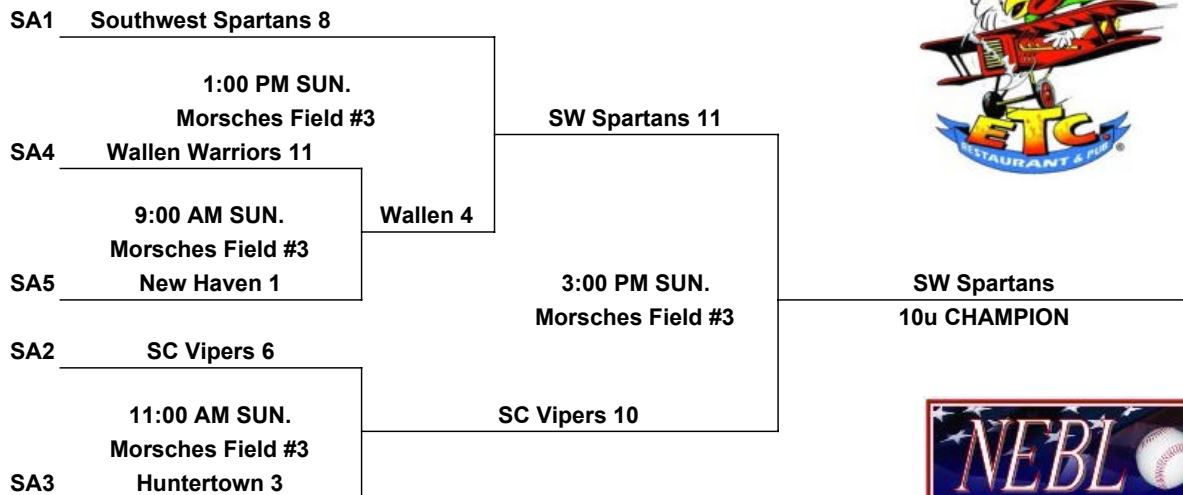 SA1 Southwest Spartans 8
1:00 PM SUN.
Morsches Field #3
SW Spartans 11
SA4 Wallen Warriors 11
9:00 AM SUN.
Wallen 4
Morsches Field #3
SA5 New Haven 1
3:00 PM SUN.
Morsches Field #3
SW Spartans
10u CHAMPION
SA2 SC Vipers 6
11:00 AM SUN.
Morsches Field #3
SC Vipers 10
SA3 Huntertown 3
ETC.
RESTAURANT & PUB
®
NEBL